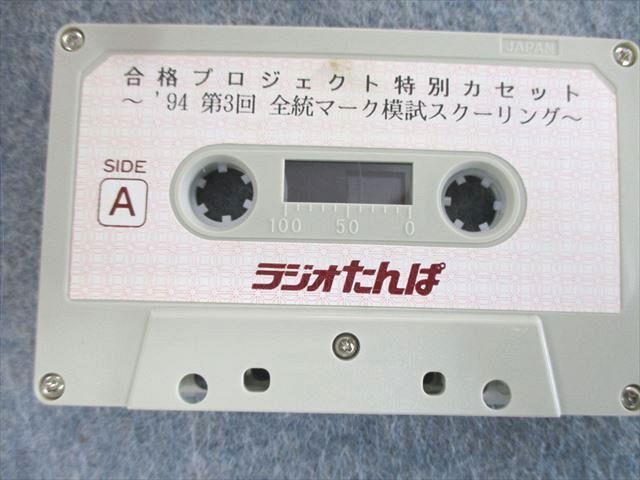 JAPAN
合格プロジェクト特別カセット
～'94 第3回 全統マーク模試スクーリング～
SIDE
A
100 50 0
ラジオたんぱ